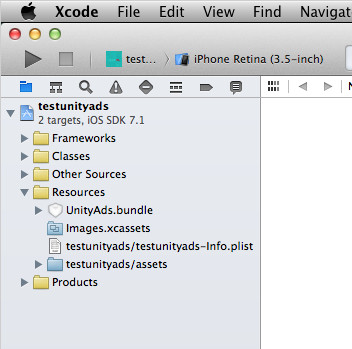 Xcode File Edit View Find Navigat
test... iPhone Retina (3.5-inch)
testunityads
2 targets, iOS SDK 7.1
Frameworks
Classes
Other Sources
Resources
UnityAds.bundle
Images.xcassets
testunityads/testunityads-Info.plist
testunityads/assets
Products